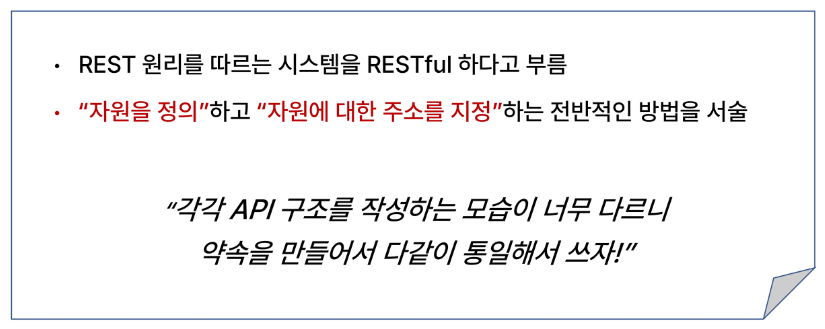 • REST 원리를 따르는 시스템을 RESTful 하다고 부름
• “자원을 정의”하고 “자원에 대한 주소를 지정”하는 전반적인 방법을 서술
“각각 API 구조를 작성하는 모습이 너무 다르니
약속을 만들어서 다같이 통일해서 쓰자!”